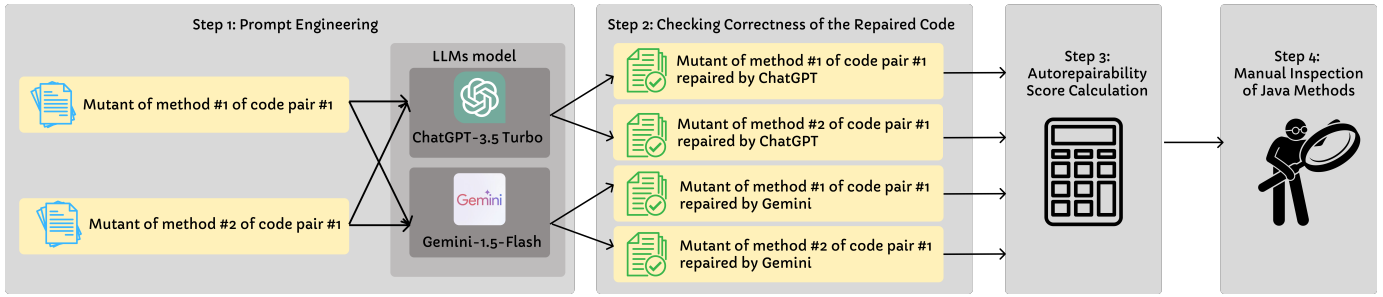 Step 1: Prompt Engineering
LLMs model
Mutant of method #1 of code pair #1
ChatGPT-3.5 Turbo
Mutant of method #2 of code pair #1
Gemini
Gemini-1.5-Flash
Step 2: Checking Correctness of the Repaired Code
Mutant of method #1 of code pair #1
repaired by ChatGPT
Mutant of method #2 of code pair #1
repaired by ChatGPT
Mutant of method #1 of code pair #1
repaired by Gemini
Mutant of method #2 of code pair #1
repaired by Gemini
Step 3:
Autorepairability
Score Calculation
Step 4:
Manual Inspection
of Java Methods